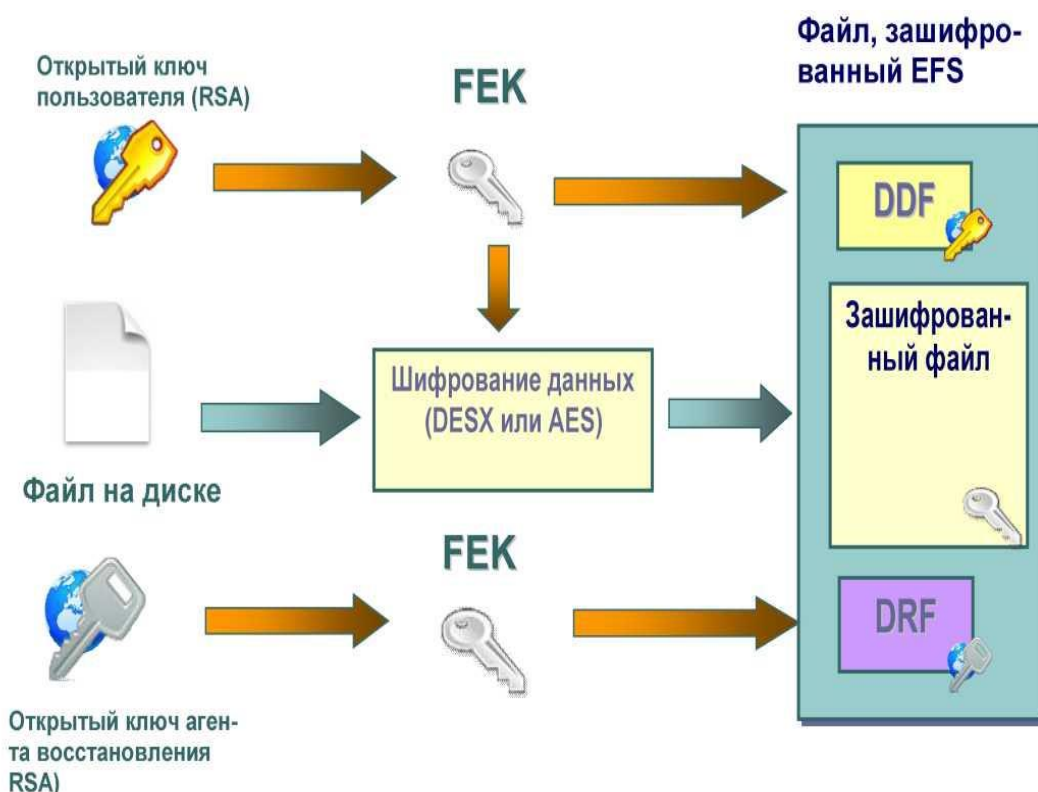 Открытый ключ
пользователя (RSA)
FEK
Файл, зашифро-
ванный EFS
DDF
Зашифрован-
ный файл
Шифрование данных
(DESX или AES)
Файл на диске
FEK
DRF
Открытый ключ аген-
та восстановления
RSA)